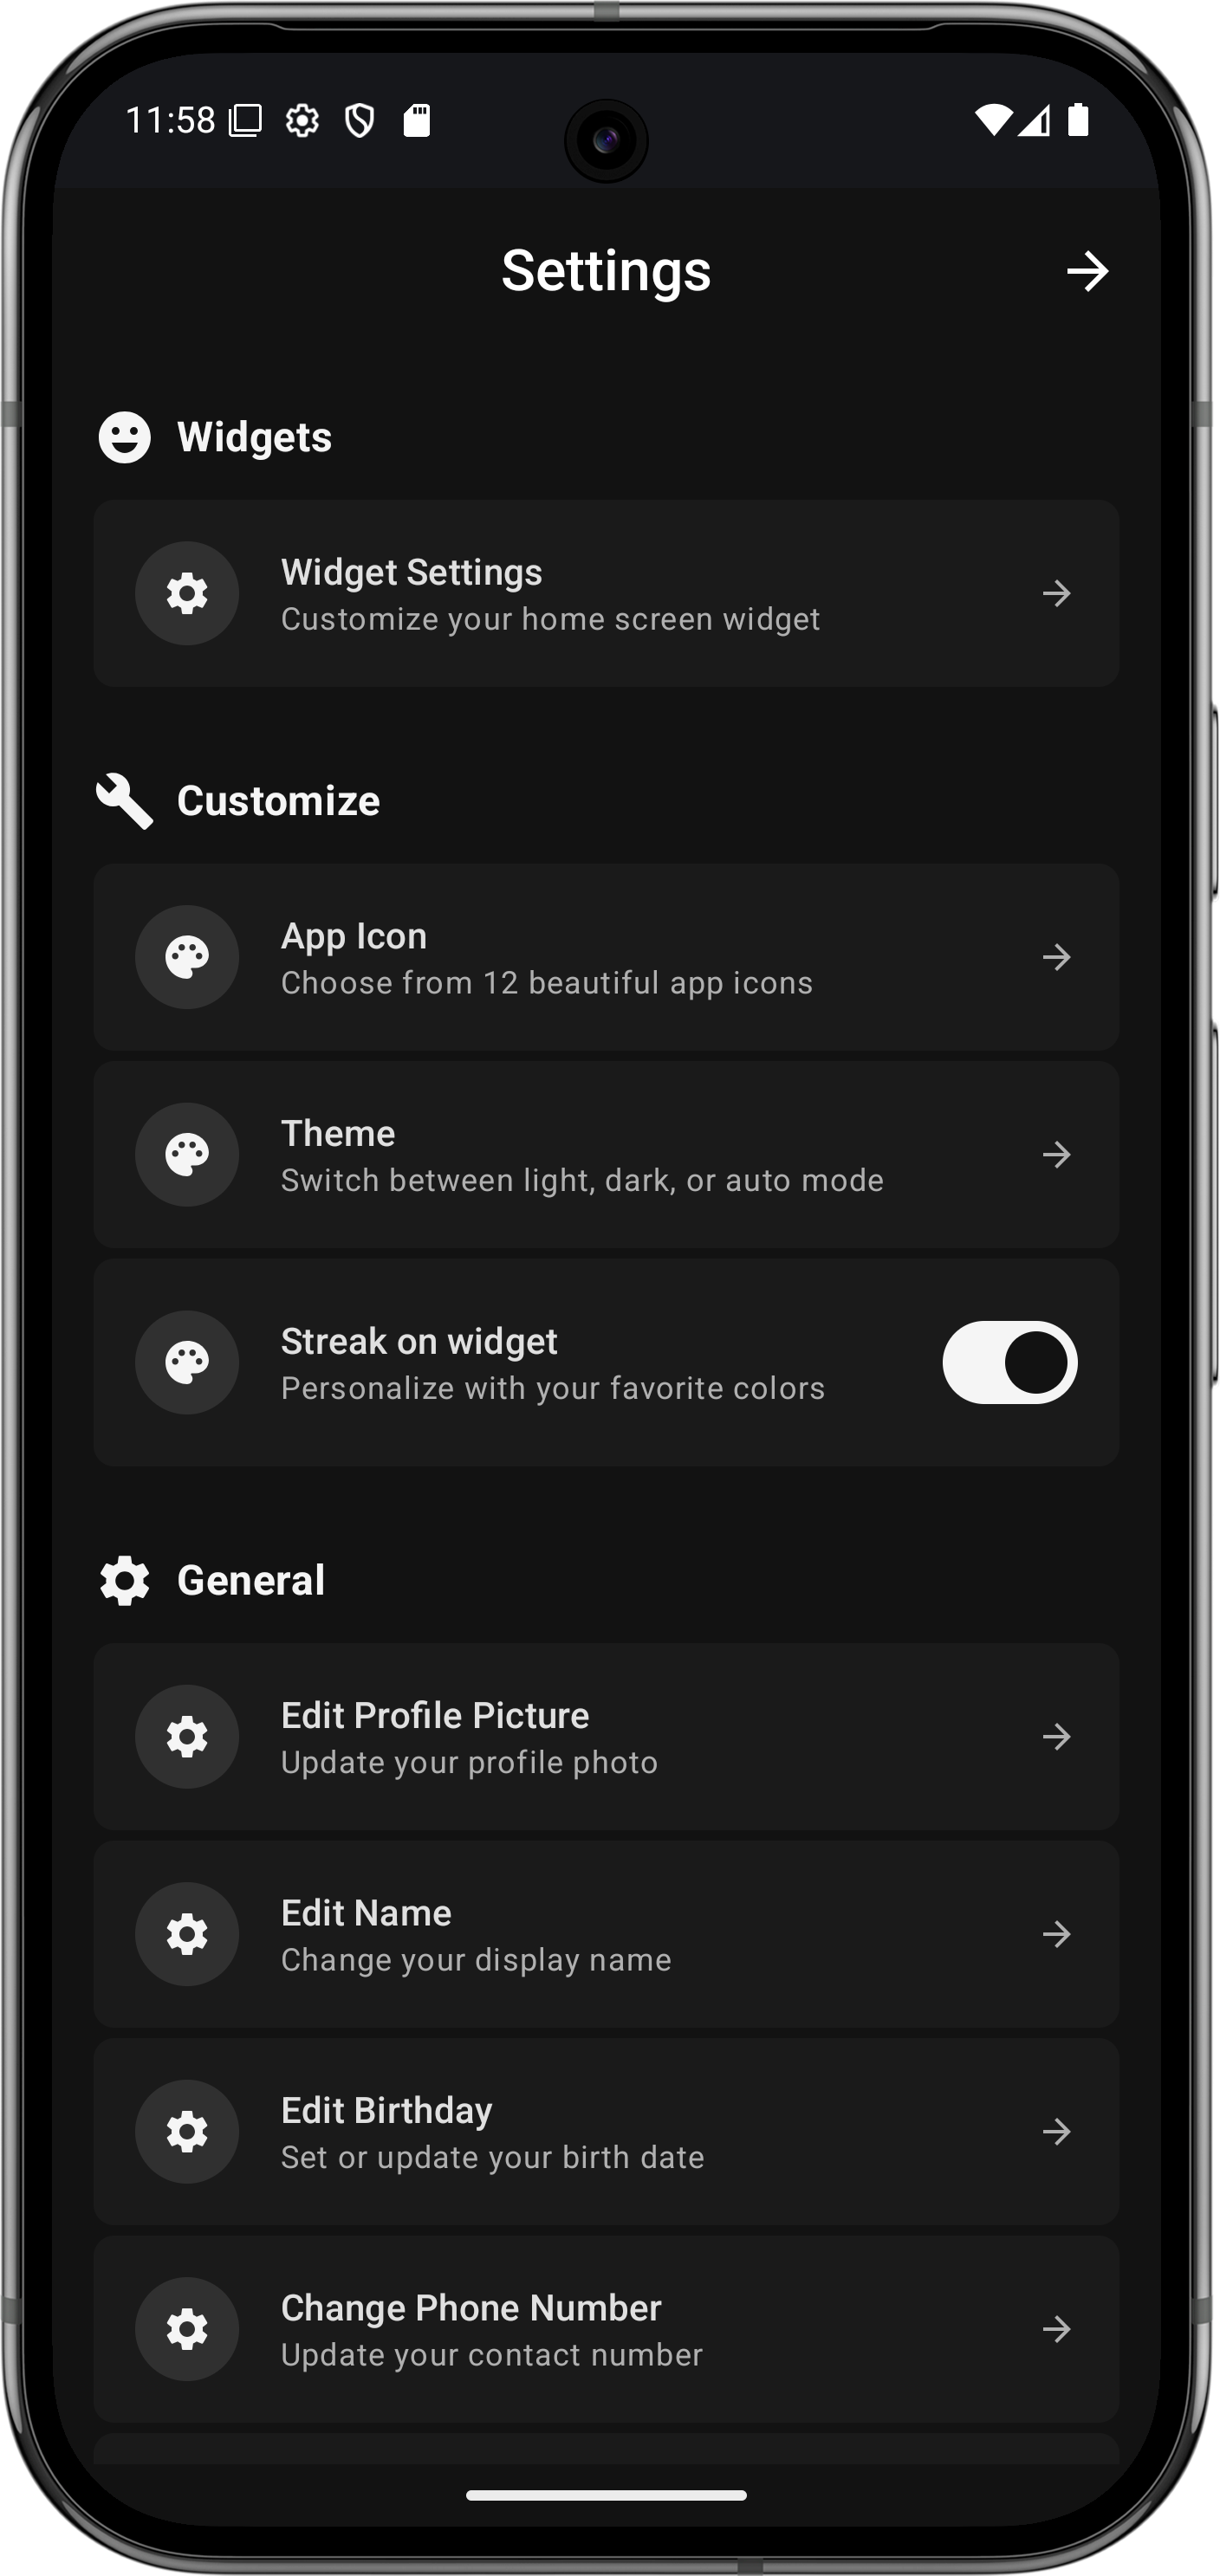 11:58
Settings
Widgets
Widget Settings
Customize your home screen widget
Customize
App Icon
Choose from 12 beautiful app icons
Theme
Switch between light, dark, or auto mode
Streak on widget
Personalize with your favorite colors
General
Edit Profile Picture
Update your profile photo
Edit Name
Change your display name
Edit Birthday
Set or update your birth date
Change Phone Number
Update your contact number